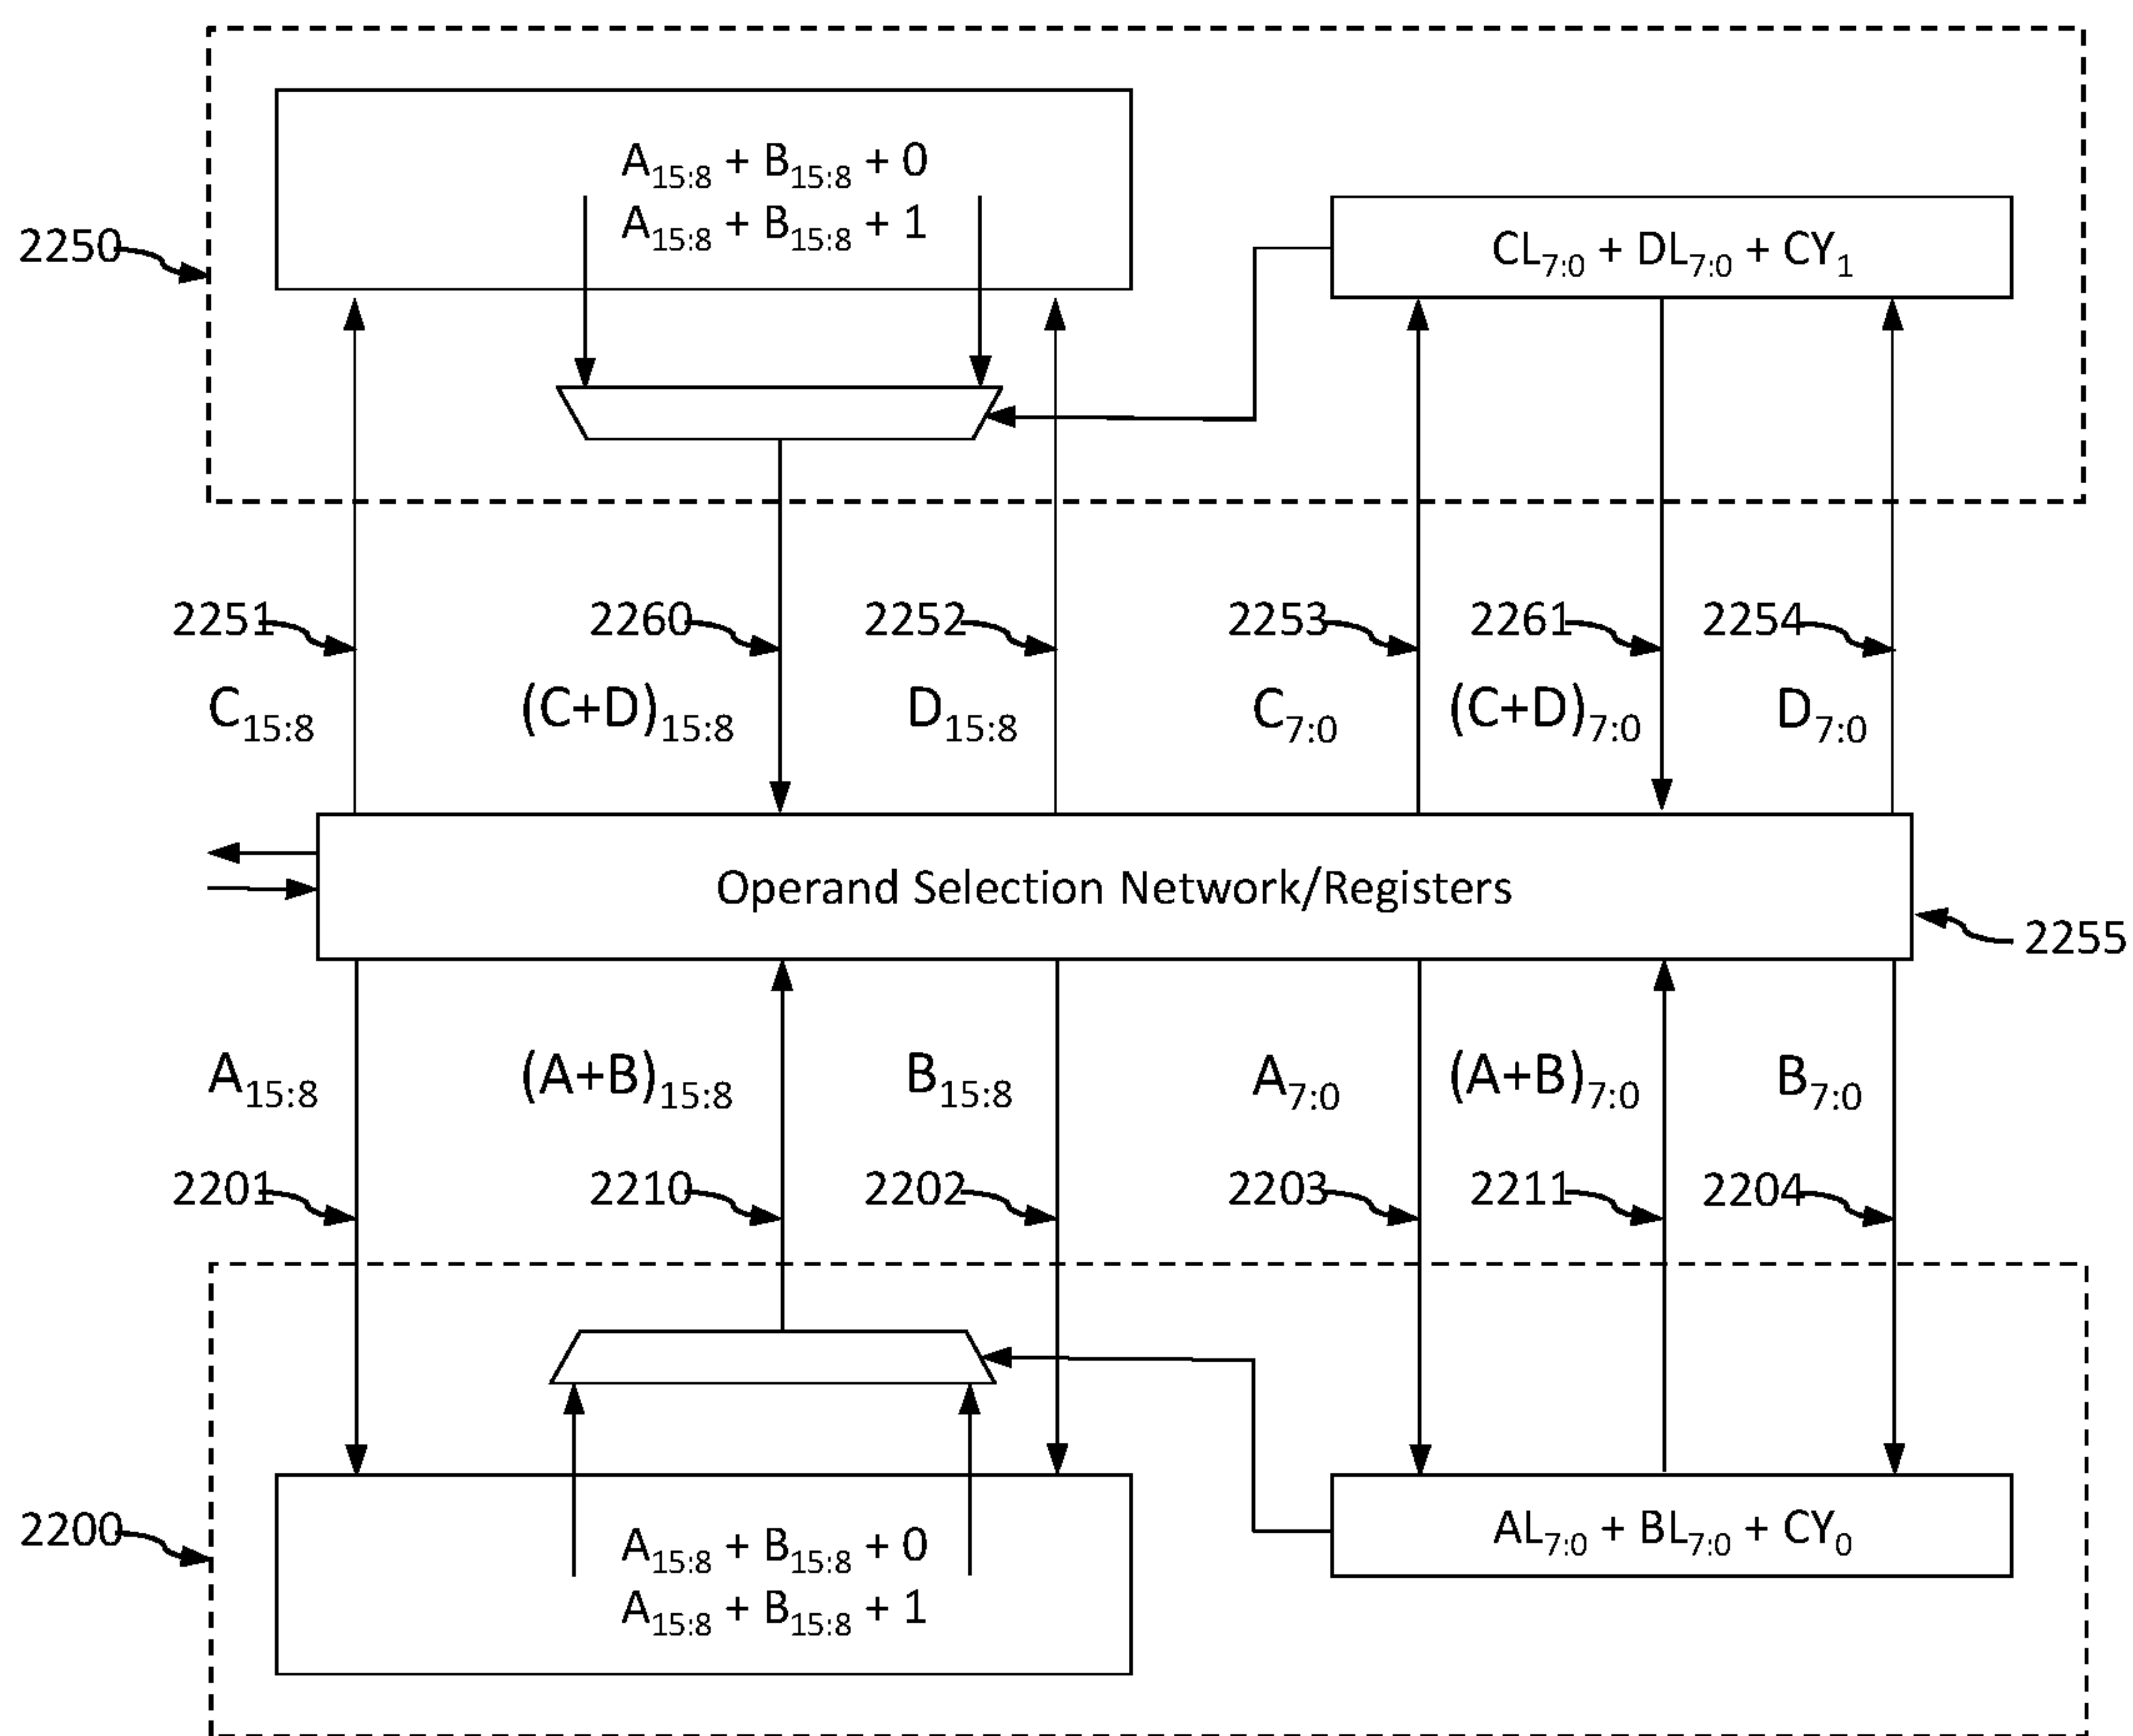 A15:8 + B15:8 + 0
A15:8 + B15:8 + 1
2250
CL7:0 + DL7:0 + CY1
2251 2260 2252 2253 2261 2254
C15:8 (C+D)15:8 D15:8 C7:0 (C+D)7:0 D7:0
Operand Selection Network/Registers
2255
A15:8 (A+B)15:8 B15:8 A7:0 (A+B)7:0 B7:0
2201 2210 2202 2203 2211 2204
2200
A15:8 + B15:8 + 0
A15:8 + B15:8 + 1
AL7:0 + BL7:0 + CY0